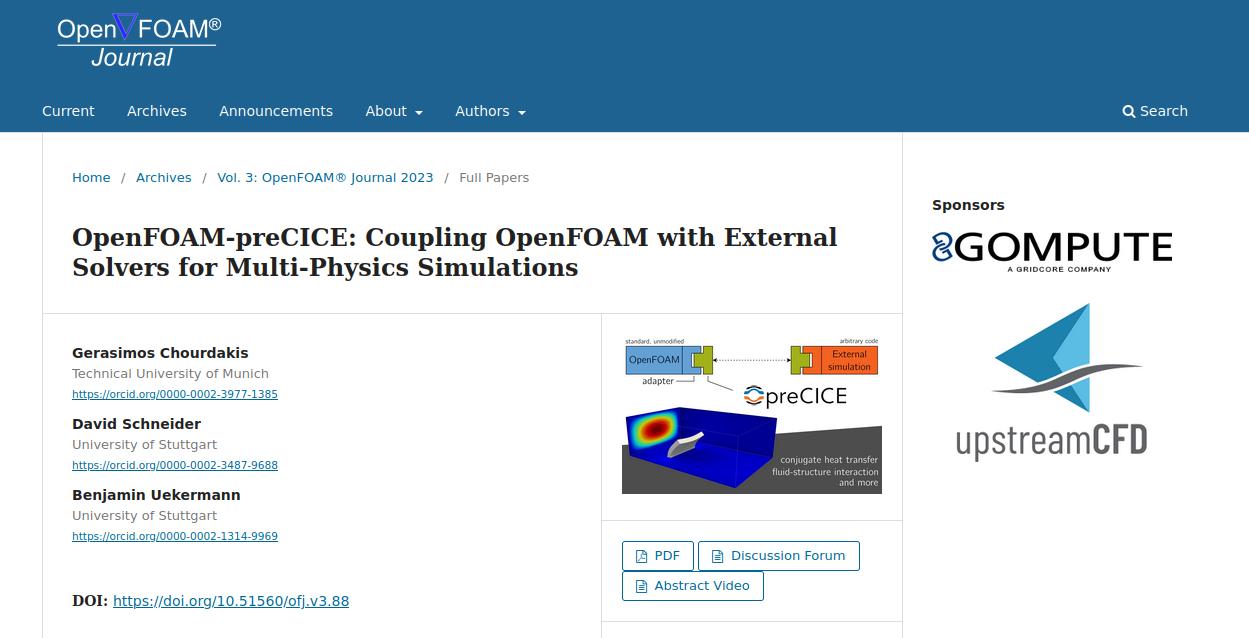 Open∇FOAM®
Journal
Current Archives Announcements About Authors Search
Home / Archives / Vol. 3: OpenFOAM® Journal 2023 / Full Papers
OpenFOAM-preCICE: Coupling OpenFOAM with External
Solvers for Multi-Physics Simulations
Gerasimos Chourdakis
Technical University of Munich
https://orcid.org/0000-0002-3977-1385
David Schneider
University of Stuttgart
https://orcid.org/0000-0002-3487-9688
Benjamin Uekermann
University of Stuttgart
https://orcid.org/0000-0002-1314-9969
DOI: https://doi.org/10.51560/ofj.v3.88
standard, unmodified
arbitrary code
OpenFOAM
External
simulation
adapter
preCICE
conjugate heat transfer
fluid-structure interaction
and more
PDF
Discussion Forum
Abstract Video
Sponsors
GOMPUTE
A GRIDCORE COMPANY
upstreamCFD